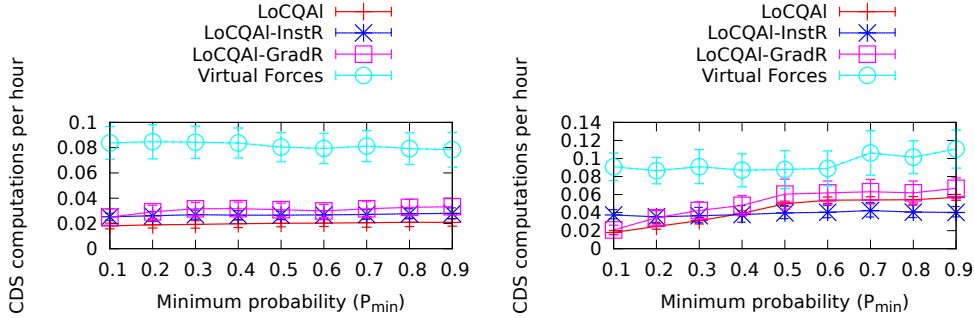 LoCQAl
LoCQAl-InstR
LoCQAl-GradR
Virtual Forces
CDS computations per hour
0.1
0.08
0.06
0.04
0.02
0
0.1 0.2 0.3 0.4 0.5 0.6 0.7 0.8 0.9
Minimum probability (Pmin)
LoCQAl
LoCQAl-InstR
LoCQAl-GradR
Virtual Forces
CDS computations per hour
0.14
0.12
0.1
0.08
0.06
0.04
0.02
0
0.1 0.2 0.3 0.4 0.5 0.6 0.7 0.8 0.9
Minimum probability (Pmin)